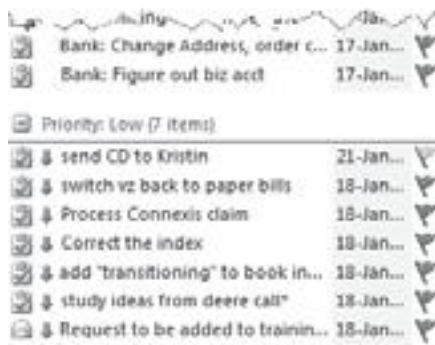 Bank: Change Address, order c... 17-Jan...
Bank: Figure out biz acct 17-Jan...
Priority: Low (7 items)
send CD to Kristin 21-Jan...
switch vz back to paper bills 18-Jan...
Process Connexis claim 18-Jan...
Correct the index 18-Jan...
add "transitioning" to book in... 18-Jan...
study ideas from deere call* 18-Jan...
Request to be added to trainin... 18-Jan...